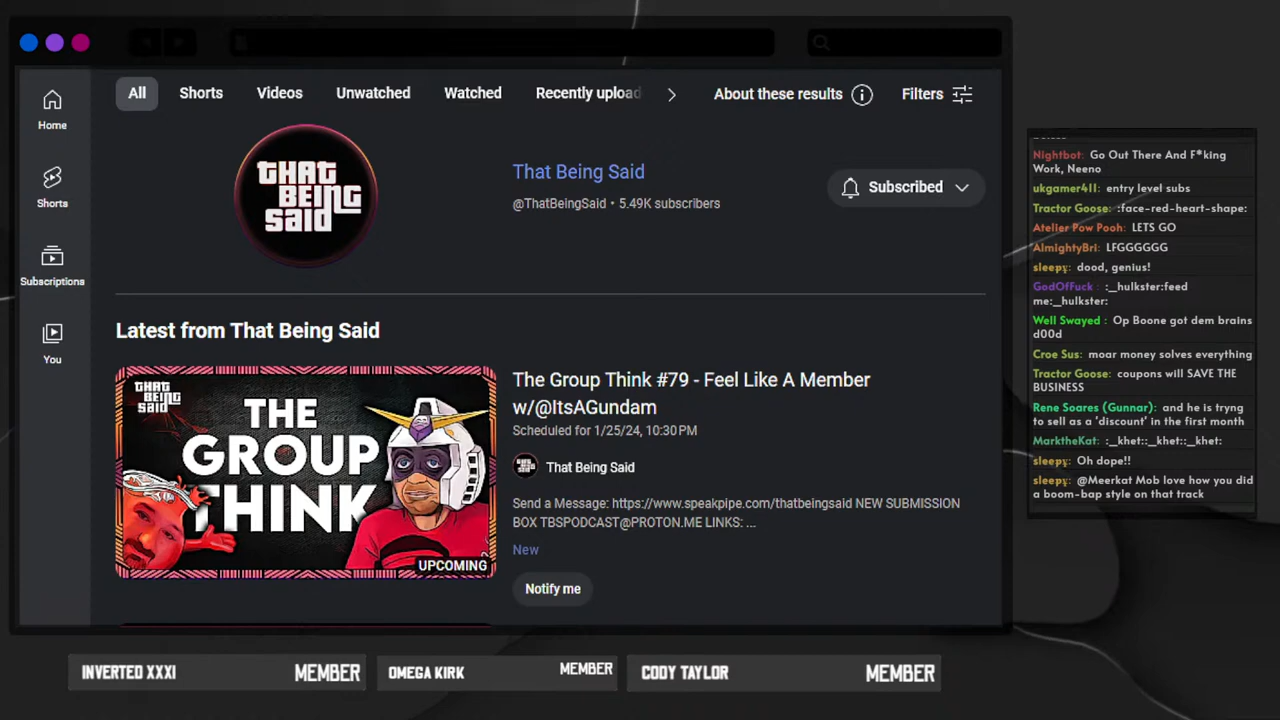 All
Shorts
Videos
Unwatched
Watched
Recently upload
About these results
Filters
Home
Shorts
Subscriptions
You
THAT
BEING
SAID
That Being Said
@ThatBeingSaid • 5.49K subscribers
Subscribed
Latest from That Being Said
THAT
BEING
SAID
THE
GROUP
THINK
UPCOMING
The Group Think #79 - Feel Like A Member
w/@ItsAGundam
Scheduled for 1/25/24, 10:30 PM
That Being Said
Send a Message: https://www.speakpipe.com/thatbeingsaid NEW SUBMISSION
BOX TBSPODCAST@PROTON.ME LINKS: ...
New
Notify me
Nightbot: Go Out There And F*king
Work, Neeno
ukgamer411: entry level subs
Tractor Goose: :face-red-heart-shape:
Atelier Pow Pooh: LETS GO
AlmightyBri: LFGGGGGG
sleepy: dood, genius!
GodOfFuck : :_hulkster:feed
me:_hulkster:
Well Swayed : Op Boone got dem brains
d00d
Croe Sus: moar money solves everything
Tractor Goose: coupons will SAVE THE
BUSINESS
Rene Soares (Gunnar): and he is tryng
to sell as a 'discount' in the first month
MarktheKat: :_khet::_khet::_khet:
sleepy: Oh dope!!
sleepy: @Meerkat Mob love how you did
a boom-bap style on that track
INVERTED XXXI MEMBER
OMEGA KIRK MEMBER
CODY TAYLOR MEMBER